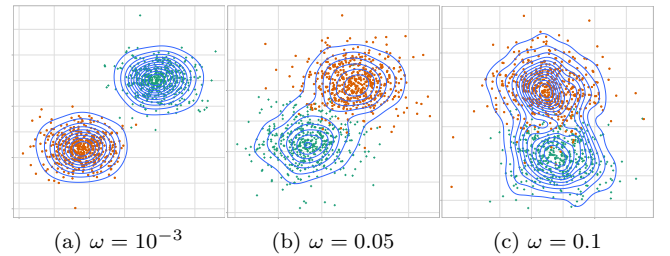 (a) ω = 10⁻³ (b) ω = 0.05 (c) ω = 0.1